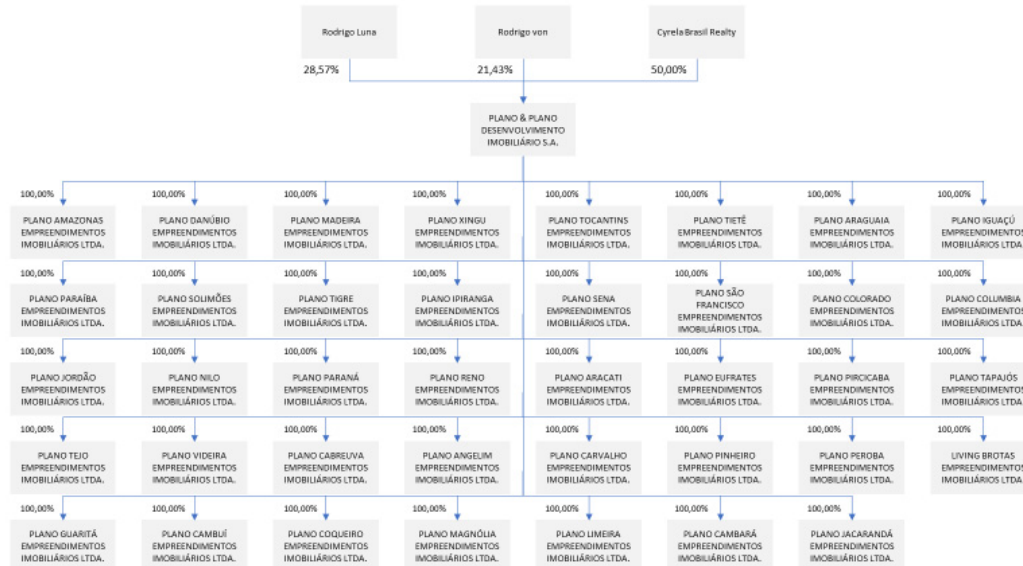 Rodrigo Luna
Rodrigo von
Cyrela Brasil Realty
28,57%
21,43%
50,00%
PLANO & PLANO
DESENVOLVIMENTO
IMOBILIÁRIO S.A.
100,00%
100,00%
100,00%
100,00%
100,00%
100,00%
100,00%
100,00%
PLANO AMAZONAS
EMPREENDIMENTOS
IMOBILIÁRIOS LTDA.
PLANO DANÚBIO
EMPREENDIMENTOS
IMOBILIÁRIOS LTDA.
PLANO MADEIRA
EMPREENDIMENTOS
IMOBILIÁRIOS LTDA.
PLANO XINGU
EMPREENDIMENTOS
IMOBILIÁRIOS LTDA.
PLANO TOCANTINS
EMPREENDIMENTOS
IMOBILIÁRIOS LTDA.
PLANO TIETÊ
EMPREENDIMENTOS
IMOBILIÁRIOS LTDA.
PLANO ARAGUAIA
EMPREENDIMENTOS
IMOBILIÁRIOS LTDA.
PLANO IGUAÇÚ
EMPREENDIMENTOS
IMOBILIÁRIOS LTDA.
100,00%
100,00%
100,00%
100,00%
100,00%
100,00%
100,00%
100,00%
PLANO PARAÍBA
EMPREENDIMENTOS
IMOBILIÁRIOS LTDA.
PLANO SOLIMÕES
EMPREENDIMENTOS
IMOBILIÁRIOS LTDA.
PLANO TIGRE
EMPREENDIMENTOS
IMOBILIÁRIOS LTDA.
PLANO IPIRANGA
EMPREENDIMENTOS
IMOBILIÁRIOS LTDA.
PLANO SENA
EMPREENDIMENTOS
IMOBILIÁRIOS LTDA.
PLANO SÃO
FRANCISCO
EMPREENDIMENTOS
IMOBILIÁRIOS LTDA.
PLANO COLORADO
EMPREENDIMENTOS
IMOBILIÁRIOS LTDA.
PLANO COLUMBIA
EMPREENDIMENTOS
IMOBILIÁRIOS LTDA.
100,00%
100,00%
100,00%
100,00%
100,00%
100,00%
100,00%
100,00%
PLANO JORDÃO
EMPREENDIMENTOS
IMOBILIÁRIOS LTDA.
PLANO NILO
EMPREENDIMENTOS
IMOBILIÁRIOS LTDA.
PLANO PARANÁ
EMPREENDIMENTOS
IMOBILIÁRIOS LTDA.
PLANO RENO
EMPREENDIMENTOS
IMOBILIÁRIOS LTDA.
PLANO ARACATI
EMPREENDIMENTOS
IMOBILIÁRIOS LTDA.
PLANO EUFRATES
EMPREENDIMENTOS
IMOBILIÁRIOS LTDA.
PLANO PIRCICABA
EMPREENDIMENTOS
IMOBILIÁRIOS LTDA.
PLANO TAPAJÓS
EMPREENDIMENTOS
IMOBILIÁRIOS LTDA.
100,00%
100,00%
100,00%
100,00%
100,00%
100,00%
100,00%
100,00%
PLANO TEJO
EMPREENDIMENTOS
IMOBILIÁRIOS LTDA.
PLANO VIDEIRA
EMPREENDIMENTOS
IMOBILIÁRIOS LTDA.
PLANO CABREUVA
EMPREENDIMENTOS
IMOBILIÁRIOS LTDA.
PLANO ANGELIM
EMPREENDIMENTOS
IMOBILIÁRIOS LTDA.
PLANO CARVALHO
EMPREENDIMENTOS
IMOBILIÁRIOS LTDA.
PLANO PINHEIRO
EMPREENDIMENTOS
IMOBILIÁRIOS LTDA.
PLANO PEROBA
EMPREENDIMENTOS
IMOBILIÁRIOS LTDA.
LIVING BROTAS
EMPREENDIMENTOS
IMOBILIÁRIOS LTDA.
100,00%
100,00%
100,00%
100,00%
100,00%
100,00%
100,00%
PLANO GUARITÁ
EMPREENDIMENTOS
IMOBILIÁRIOS LTDA.
PLANO CAMBUÍ
EMPREENDIMENTOS
IMOBILIÁRIOS LTDA.
PLANO COQUEIRO
EMPREENDIMENTOS
IMOBILIÁRIOS LTDA.
PLANO MAGNÓLIA
EMPREENDIMENTOS
IMOBILIÁRIOS LTDA.
PLANO LIMEIRA
EMPREENDIMENTOS
IMOBILIÁRIOS LTDA.
PLANO CAMBARÁ
EMPREENDIMENTOS
IMOBILIÁRIOS LTDA.
PLANO JACARANDÁ
EMPREENDIMENTOS
IMOBILIÁRIOS LTDA.